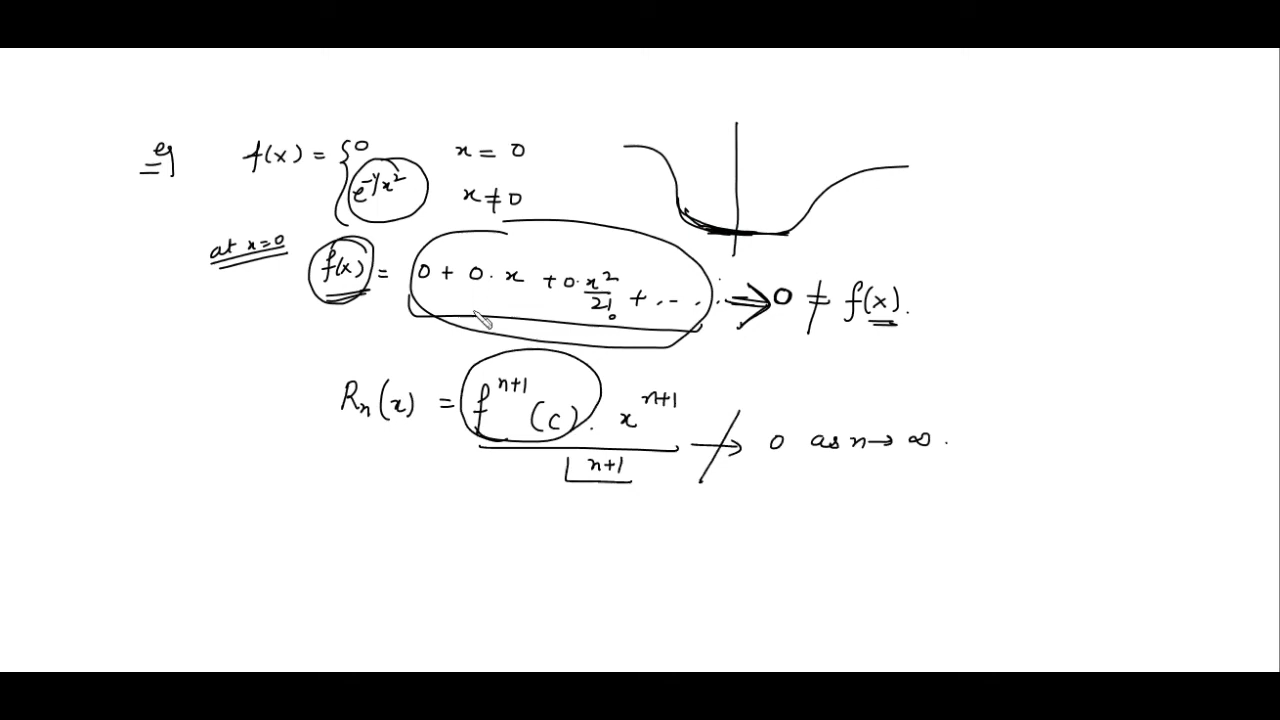 eg f(x) = { 0 x = 0
e^{-1/x^2} x ≠ 0
at x=0
f(x) = 0 + 0·x + 0·x^2/2! + ..... → 0 ≠ f(x).
R_n(x) = f^{n+1}(c). x^{n+1} / |n+1 ↛ 0 as n → ∞.